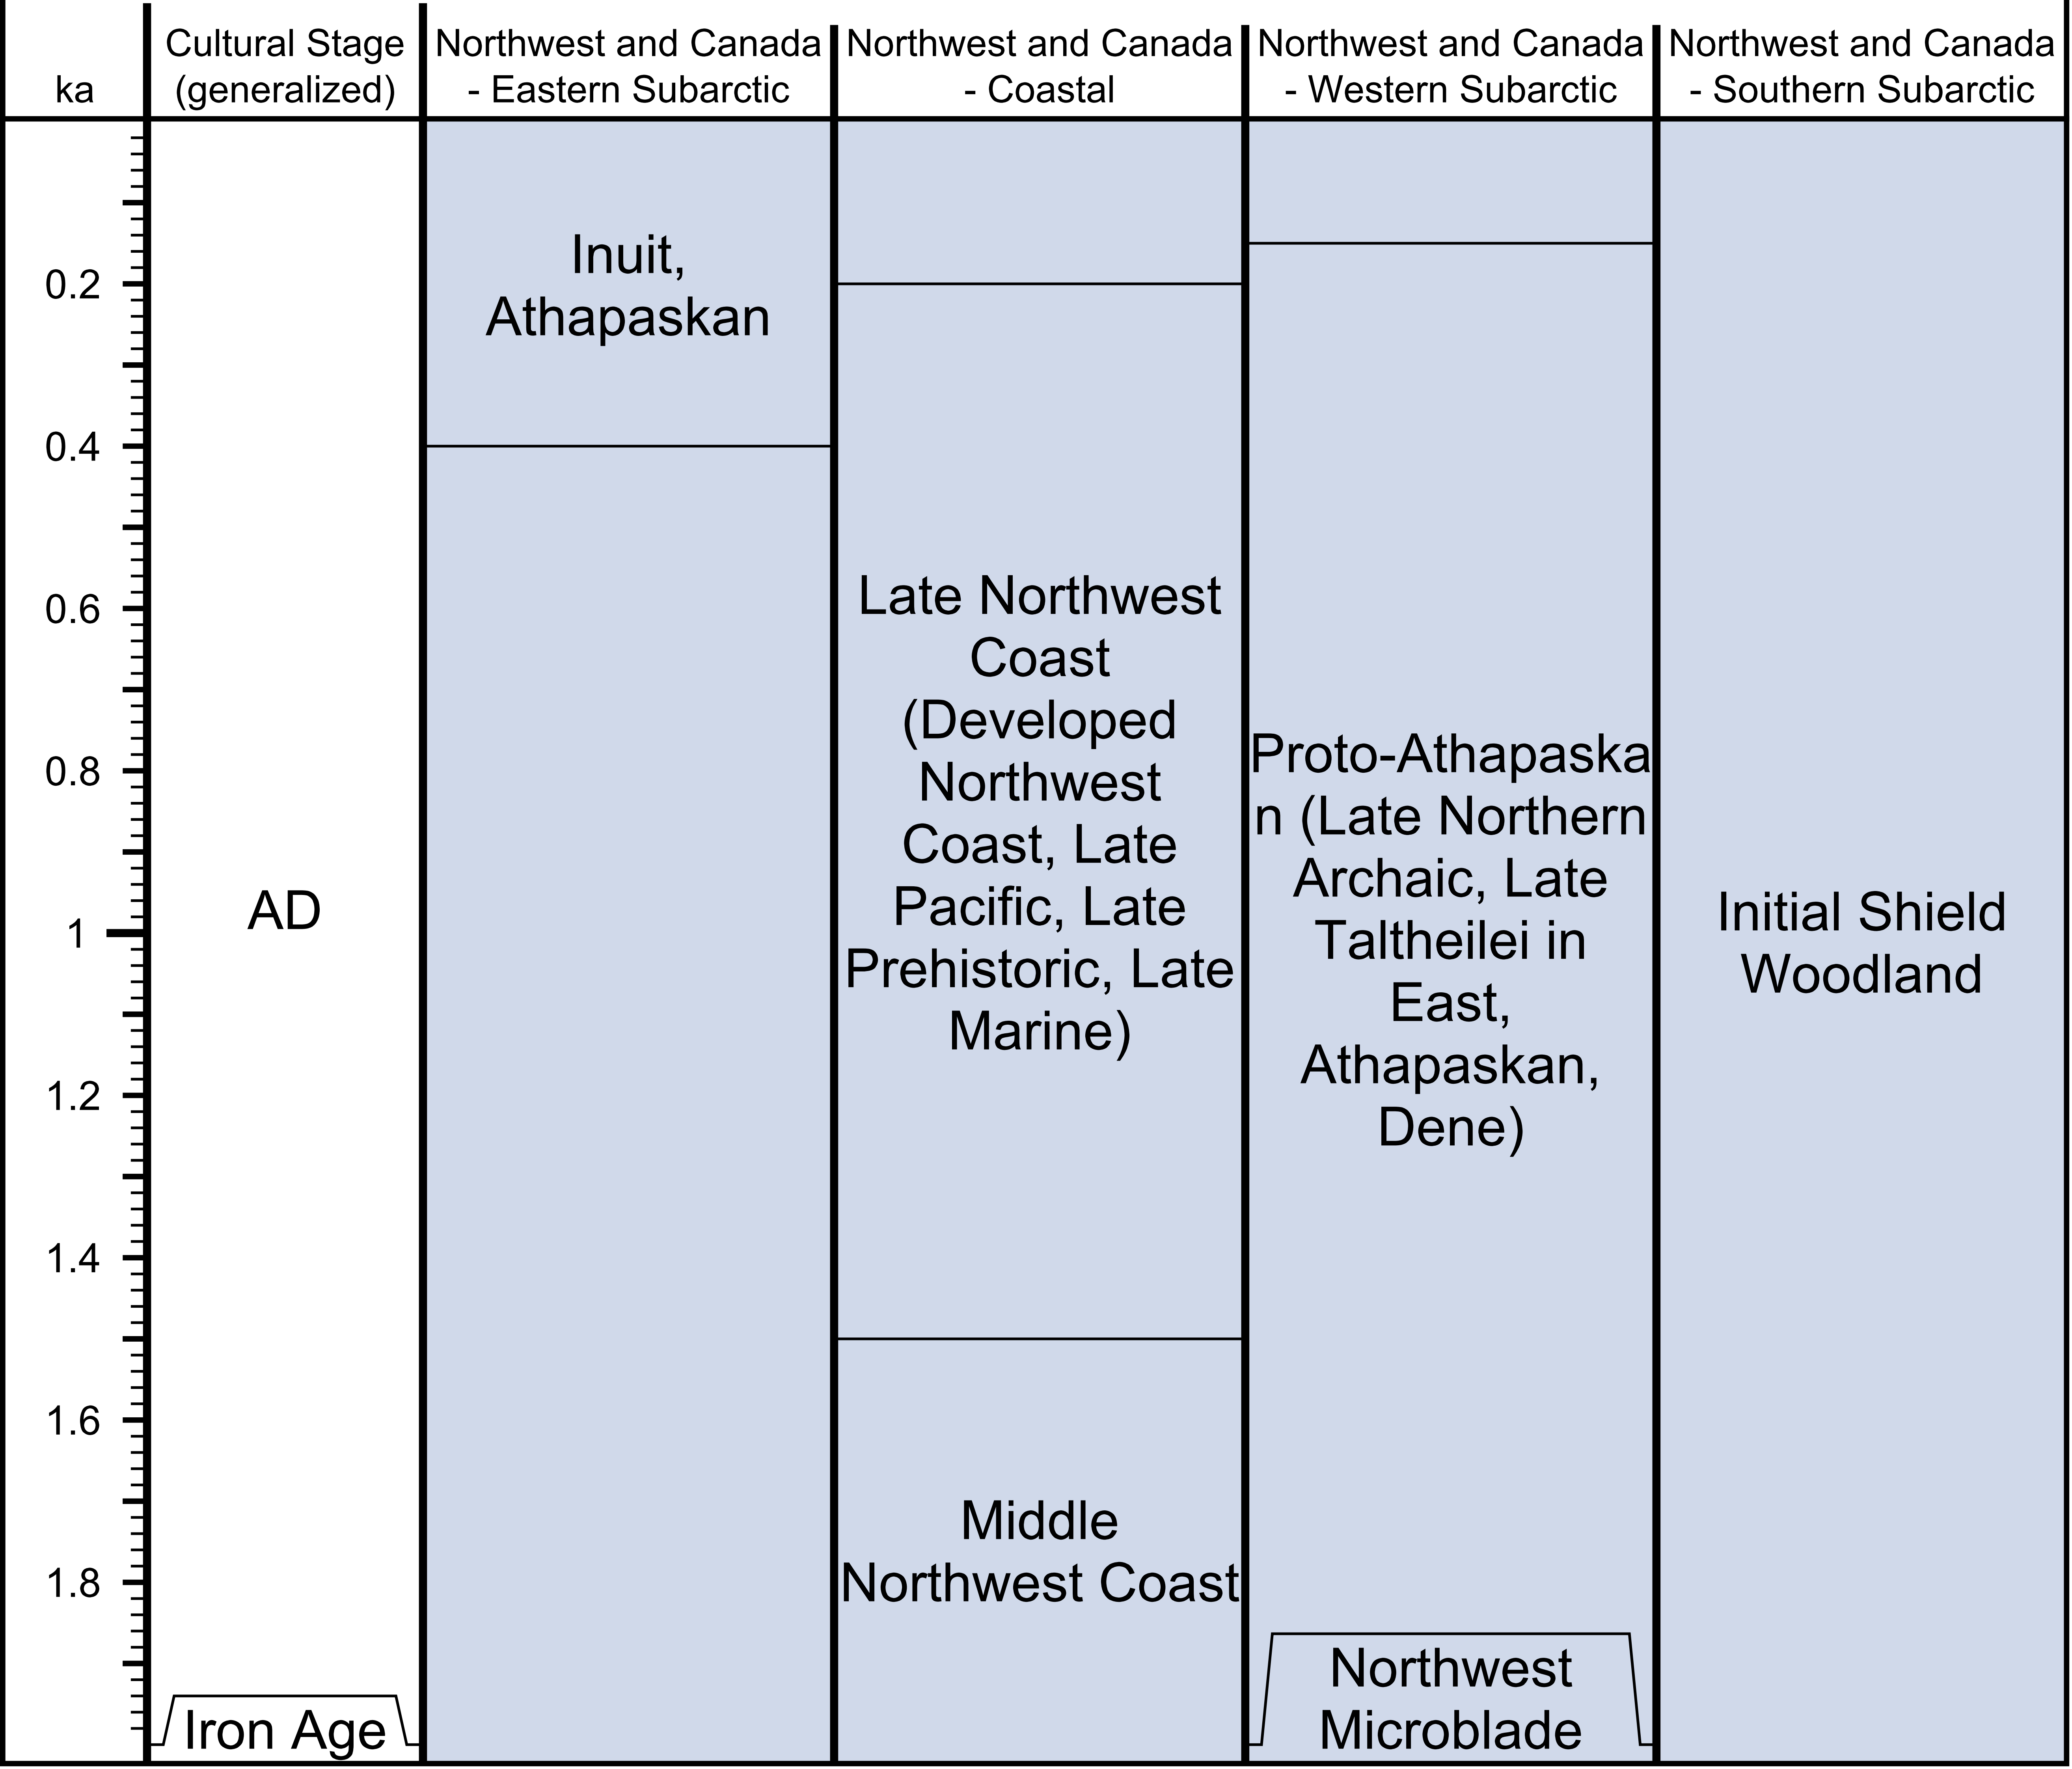 ka
Cultural Stage
(generalized)
Northwest and Canada
- Eastern Subarctic
Northwest and Canada
- Coastal
Northwest and Canada
- Western Subarctic
Northwest and Canada
- Southern Subarctic
0.2
0.4
0.6
0.8
1
1.2
1.4
1.6
1.8
AD
Iron Age
Inuit,
Athapaskan
Late Northwest
Coast
(Developed
Northwest
Coast, Late
Pacific, Late
Prehistoric, Late
Marine)
Middle
Northwest Coast
Proto-Athapaska
n (Late Northern
Archaic, Late
Taltheilei in
East,
Athapaskan,
Dene)
Northwest
Microblade
Initial Shield
Woodland